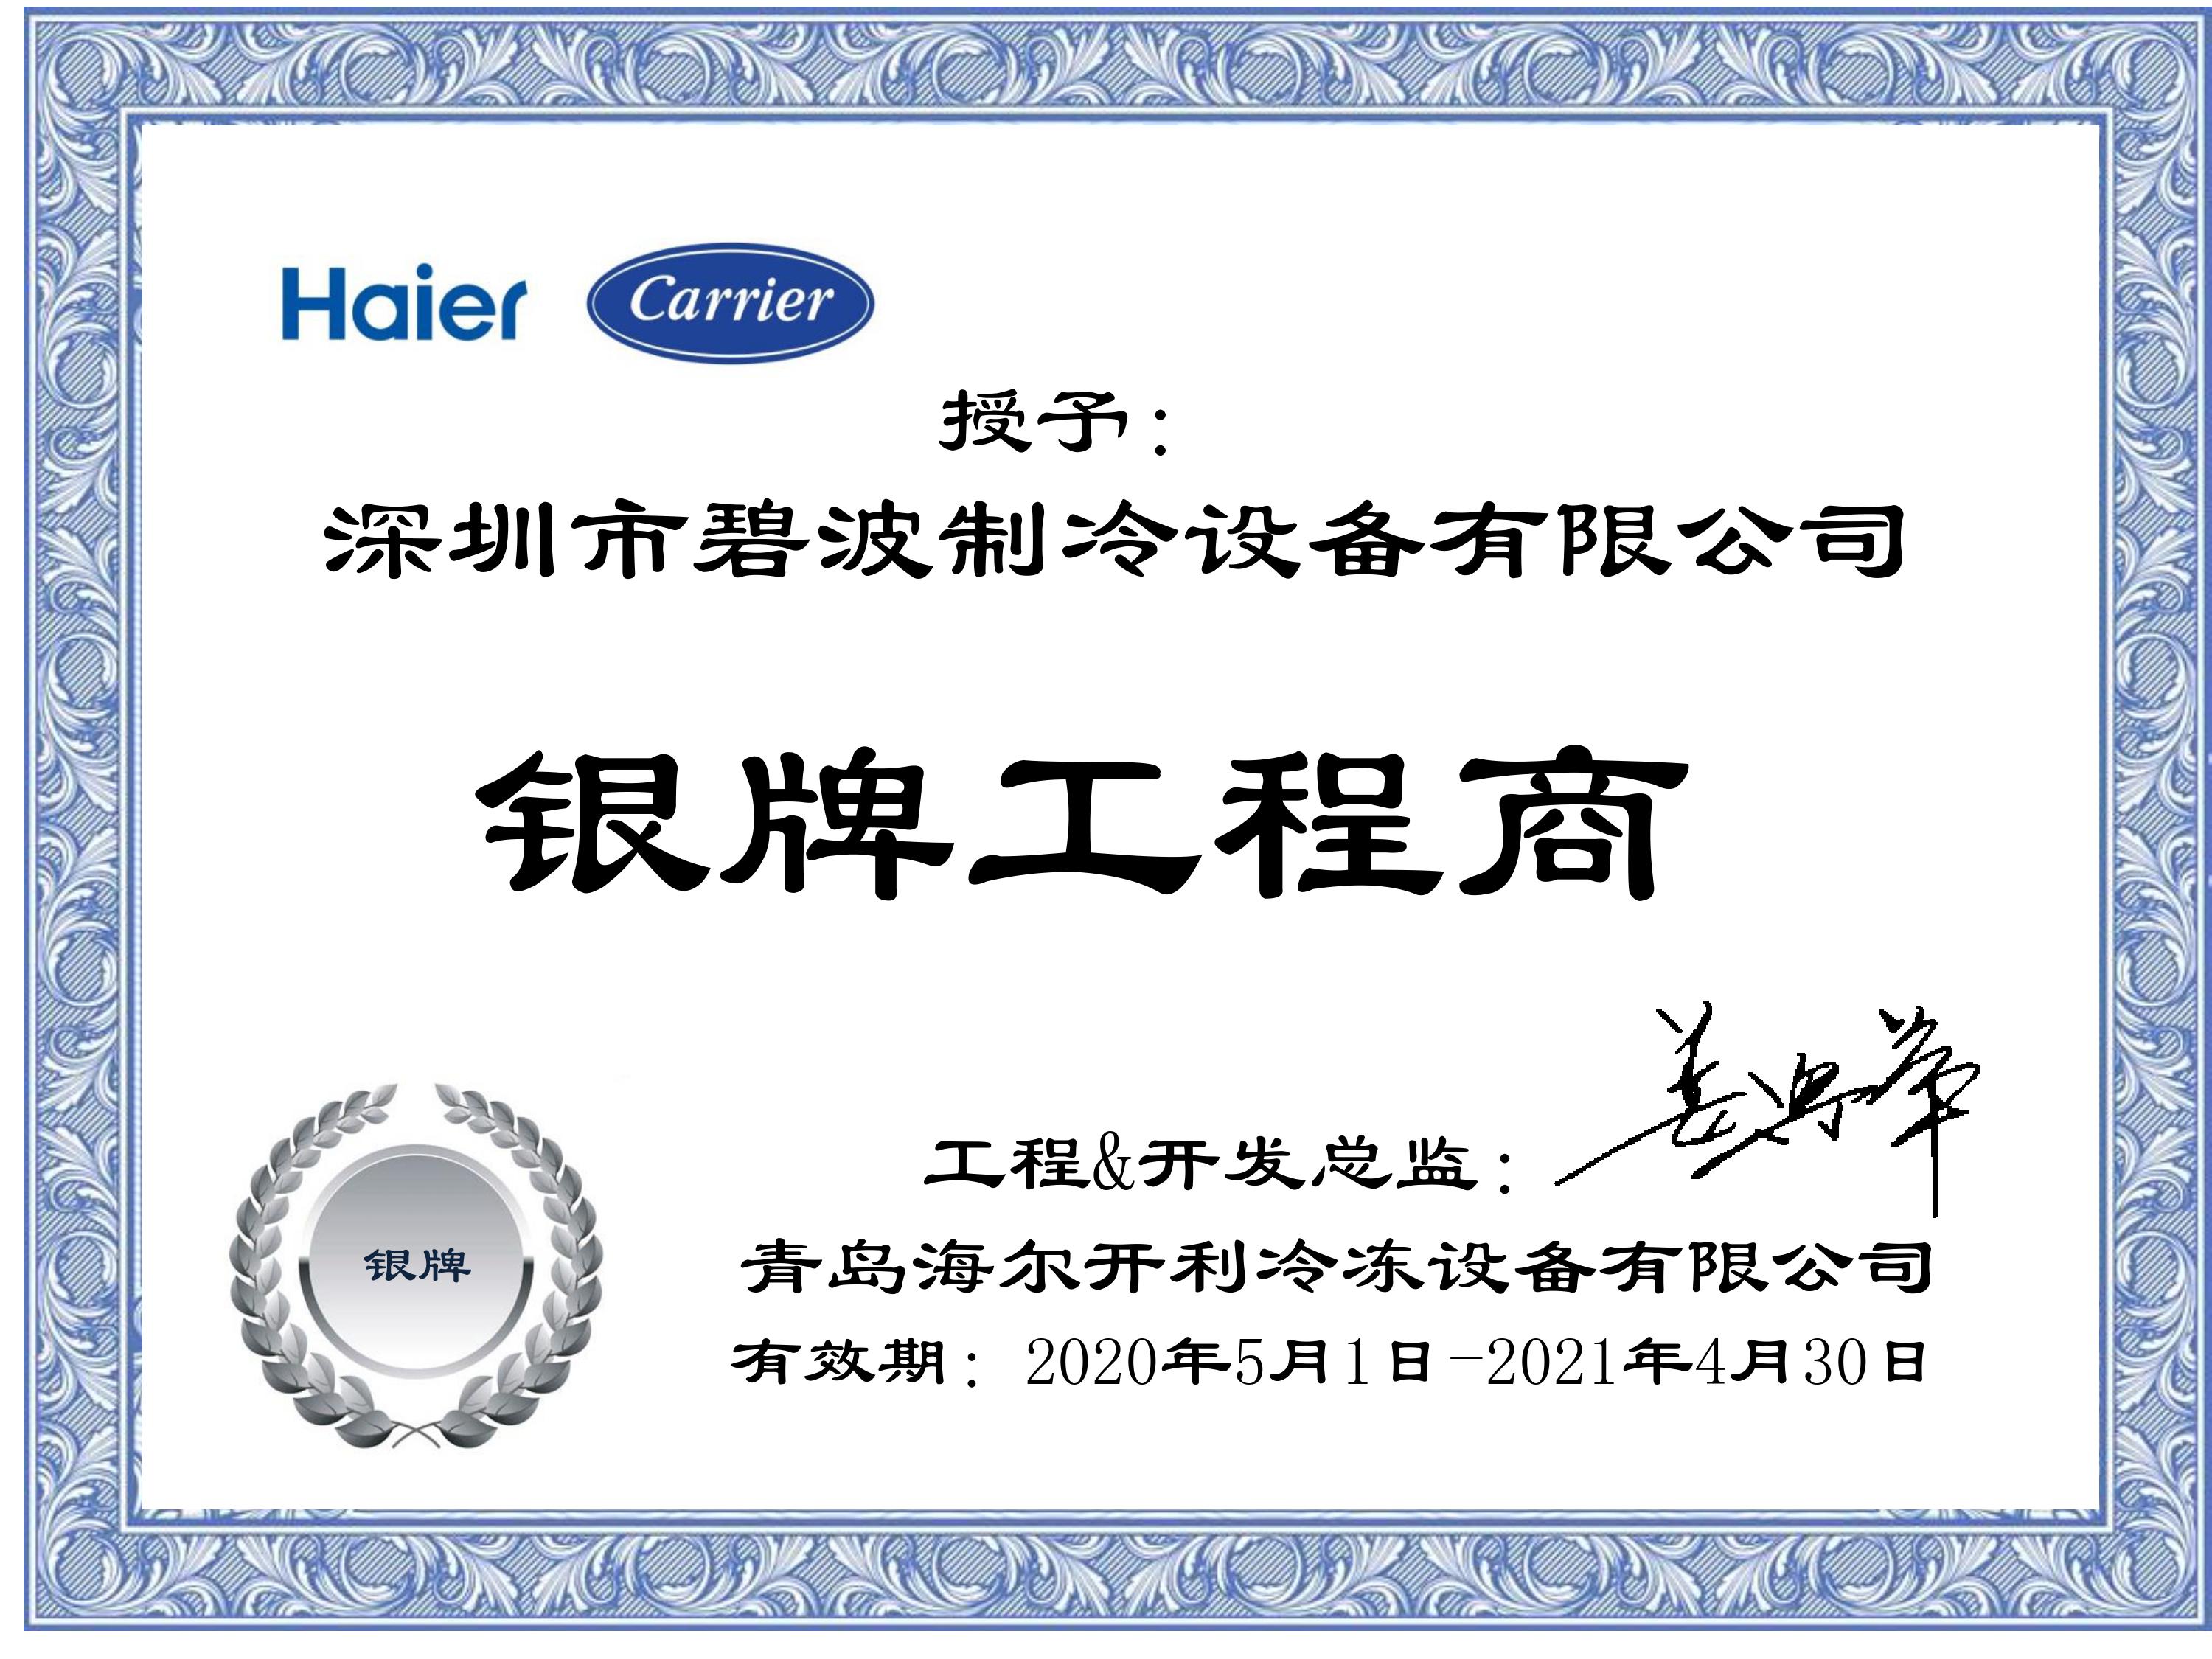 Haier Carrier
授予：
深圳市碧波制冷设备有限公司
银牌工程商
工程&开发总监：
银牌
青岛海尔开利冷冻设备有限公司
有效期：2020年5月1日-2021年4月30日